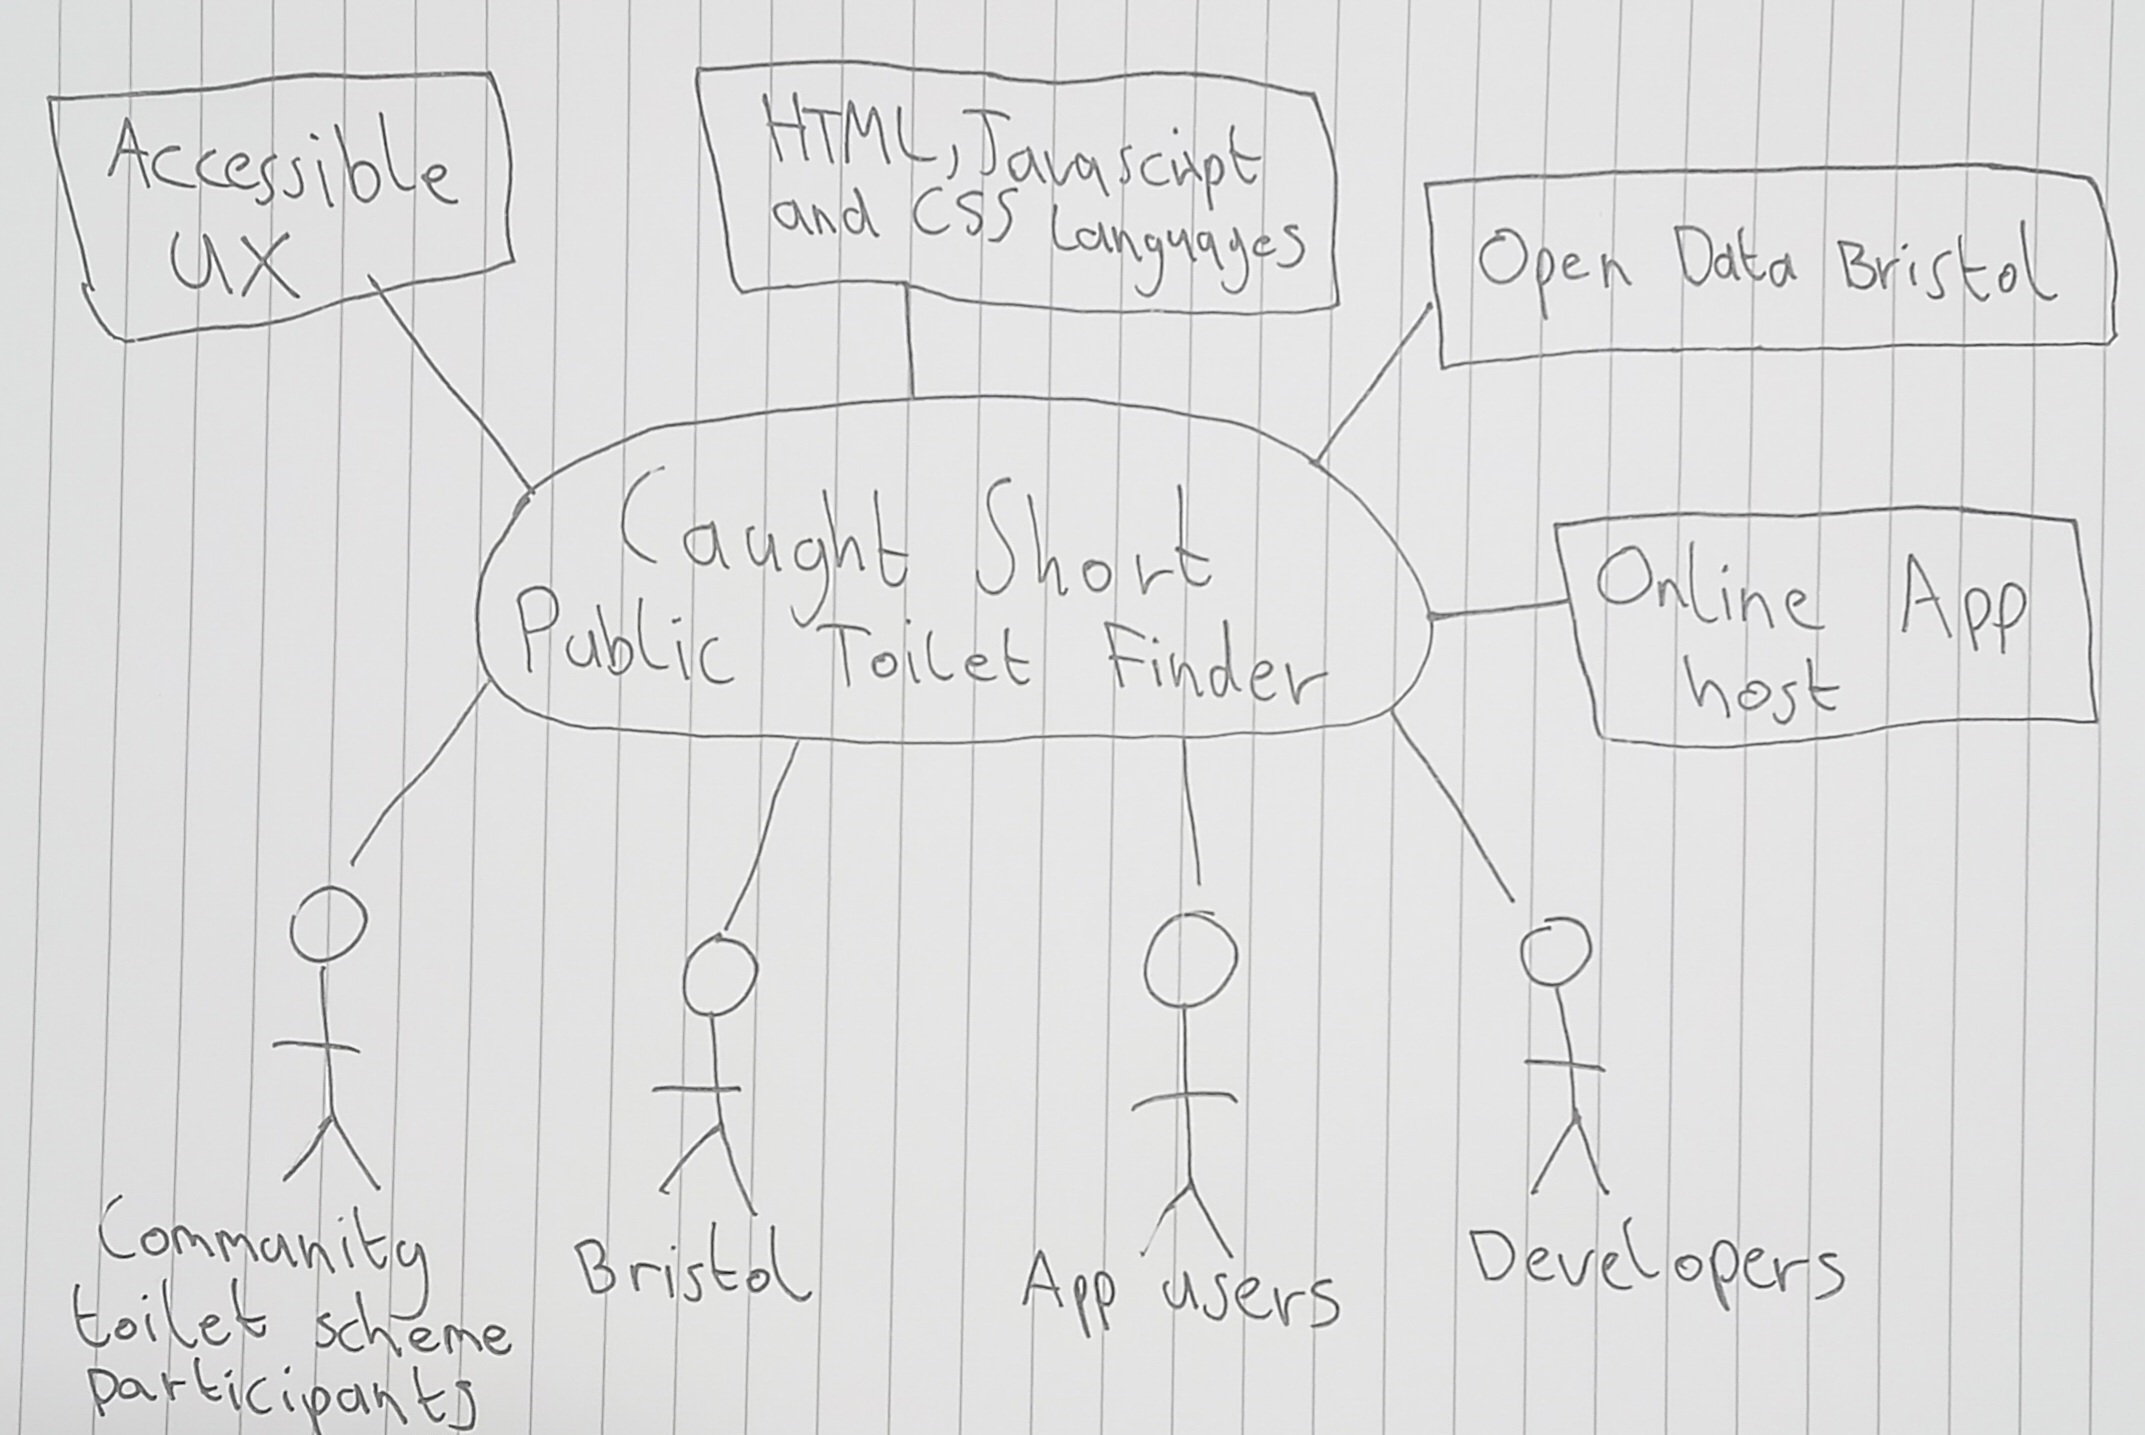 Accessible
UX
HTML, Javascript
and CSS Languages
Open Data Bristol
Caught Short
Public Toilet Finder
Online App
host
Community
toilet scheme
participants
Bristol
App users
Developers